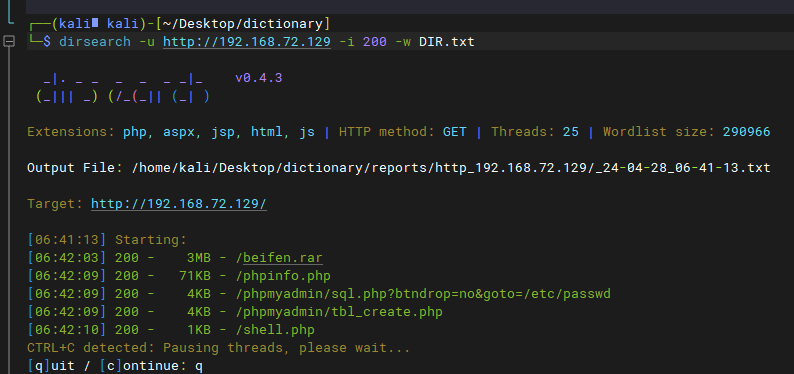 ┌──(kali㉿ kali)-[~/Desktop/dictionary]
└─$ dirsearch -u http://192.168.72.129 -i 200 -w DIR.txt
  _|. _ _  _  _  _ _|_    v0.4.3
 (_||| _) (/_(_|| (_| )
Extensions: php, aspx, jsp, html, js | HTTP method: GET | Threads: 25 | Wordlist size: 290966
Output File: /home/kali/Desktop/dictionary/reports/http_192.168.72.129/_24-04-28_06-41-13.txt
Target: http://192.168.72.129/
[06:41:13] Starting:
[06:42:03] 200 -    3MB - /beifen.rar
[06:42:09] 200 -   71KB - /phpinfo.php
[06:42:09] 200 -    4KB - /phpmyadmin/sql.php?btndrop=no&goto=/etc/passwd
[06:42:09] 200 -    4KB - /phpmyadmin/tbl_create.php
[06:42:10] 200 -    1KB - /shell.php
CTRL+C detected: Pausing threads, please wait...
[q]uit / [c]ontinue: q